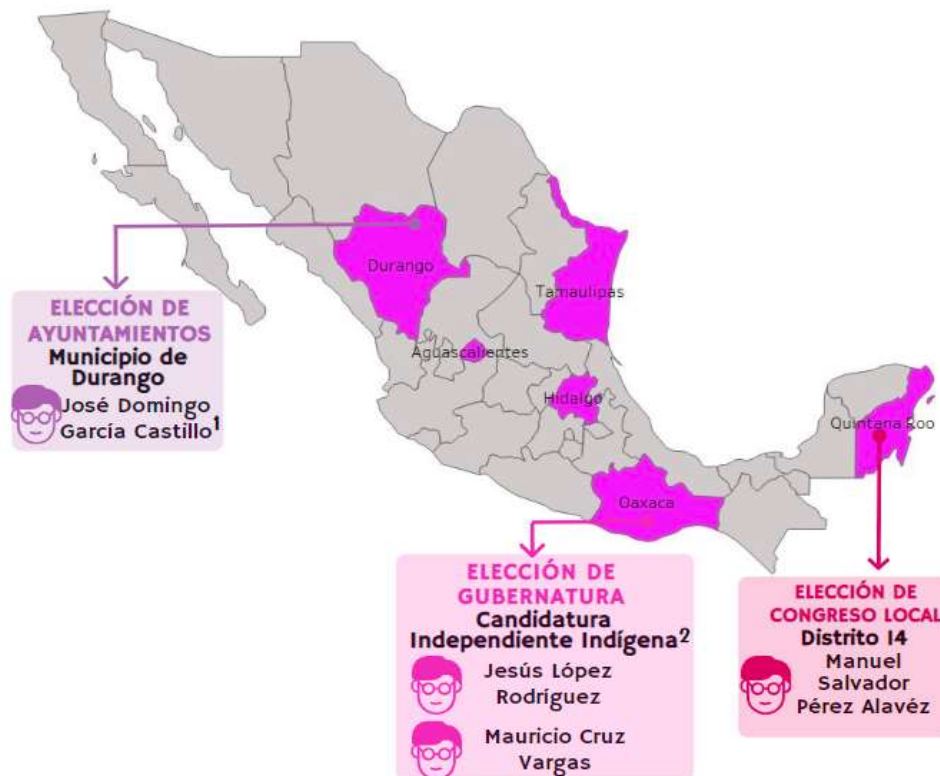 Durango
Tamaulipas
Aguascalientes
Hidalgo
Quintana Roo
Oaxaca
ELECCIÓN DE
AYUNTAMIENTOS
Municipio de
Durango
José Domingo
García Castillo¹
ELECCIÓN DE
GUBERNATURA
Candidatura
Independiente Indígena²
Jesús López
Rodríguez
Mauricio Cruz
Vargas
ELECCIÓN DE
CONGRESO LOCAL
Distrito 14
Manuel
Salvador
Pérez Alavéz